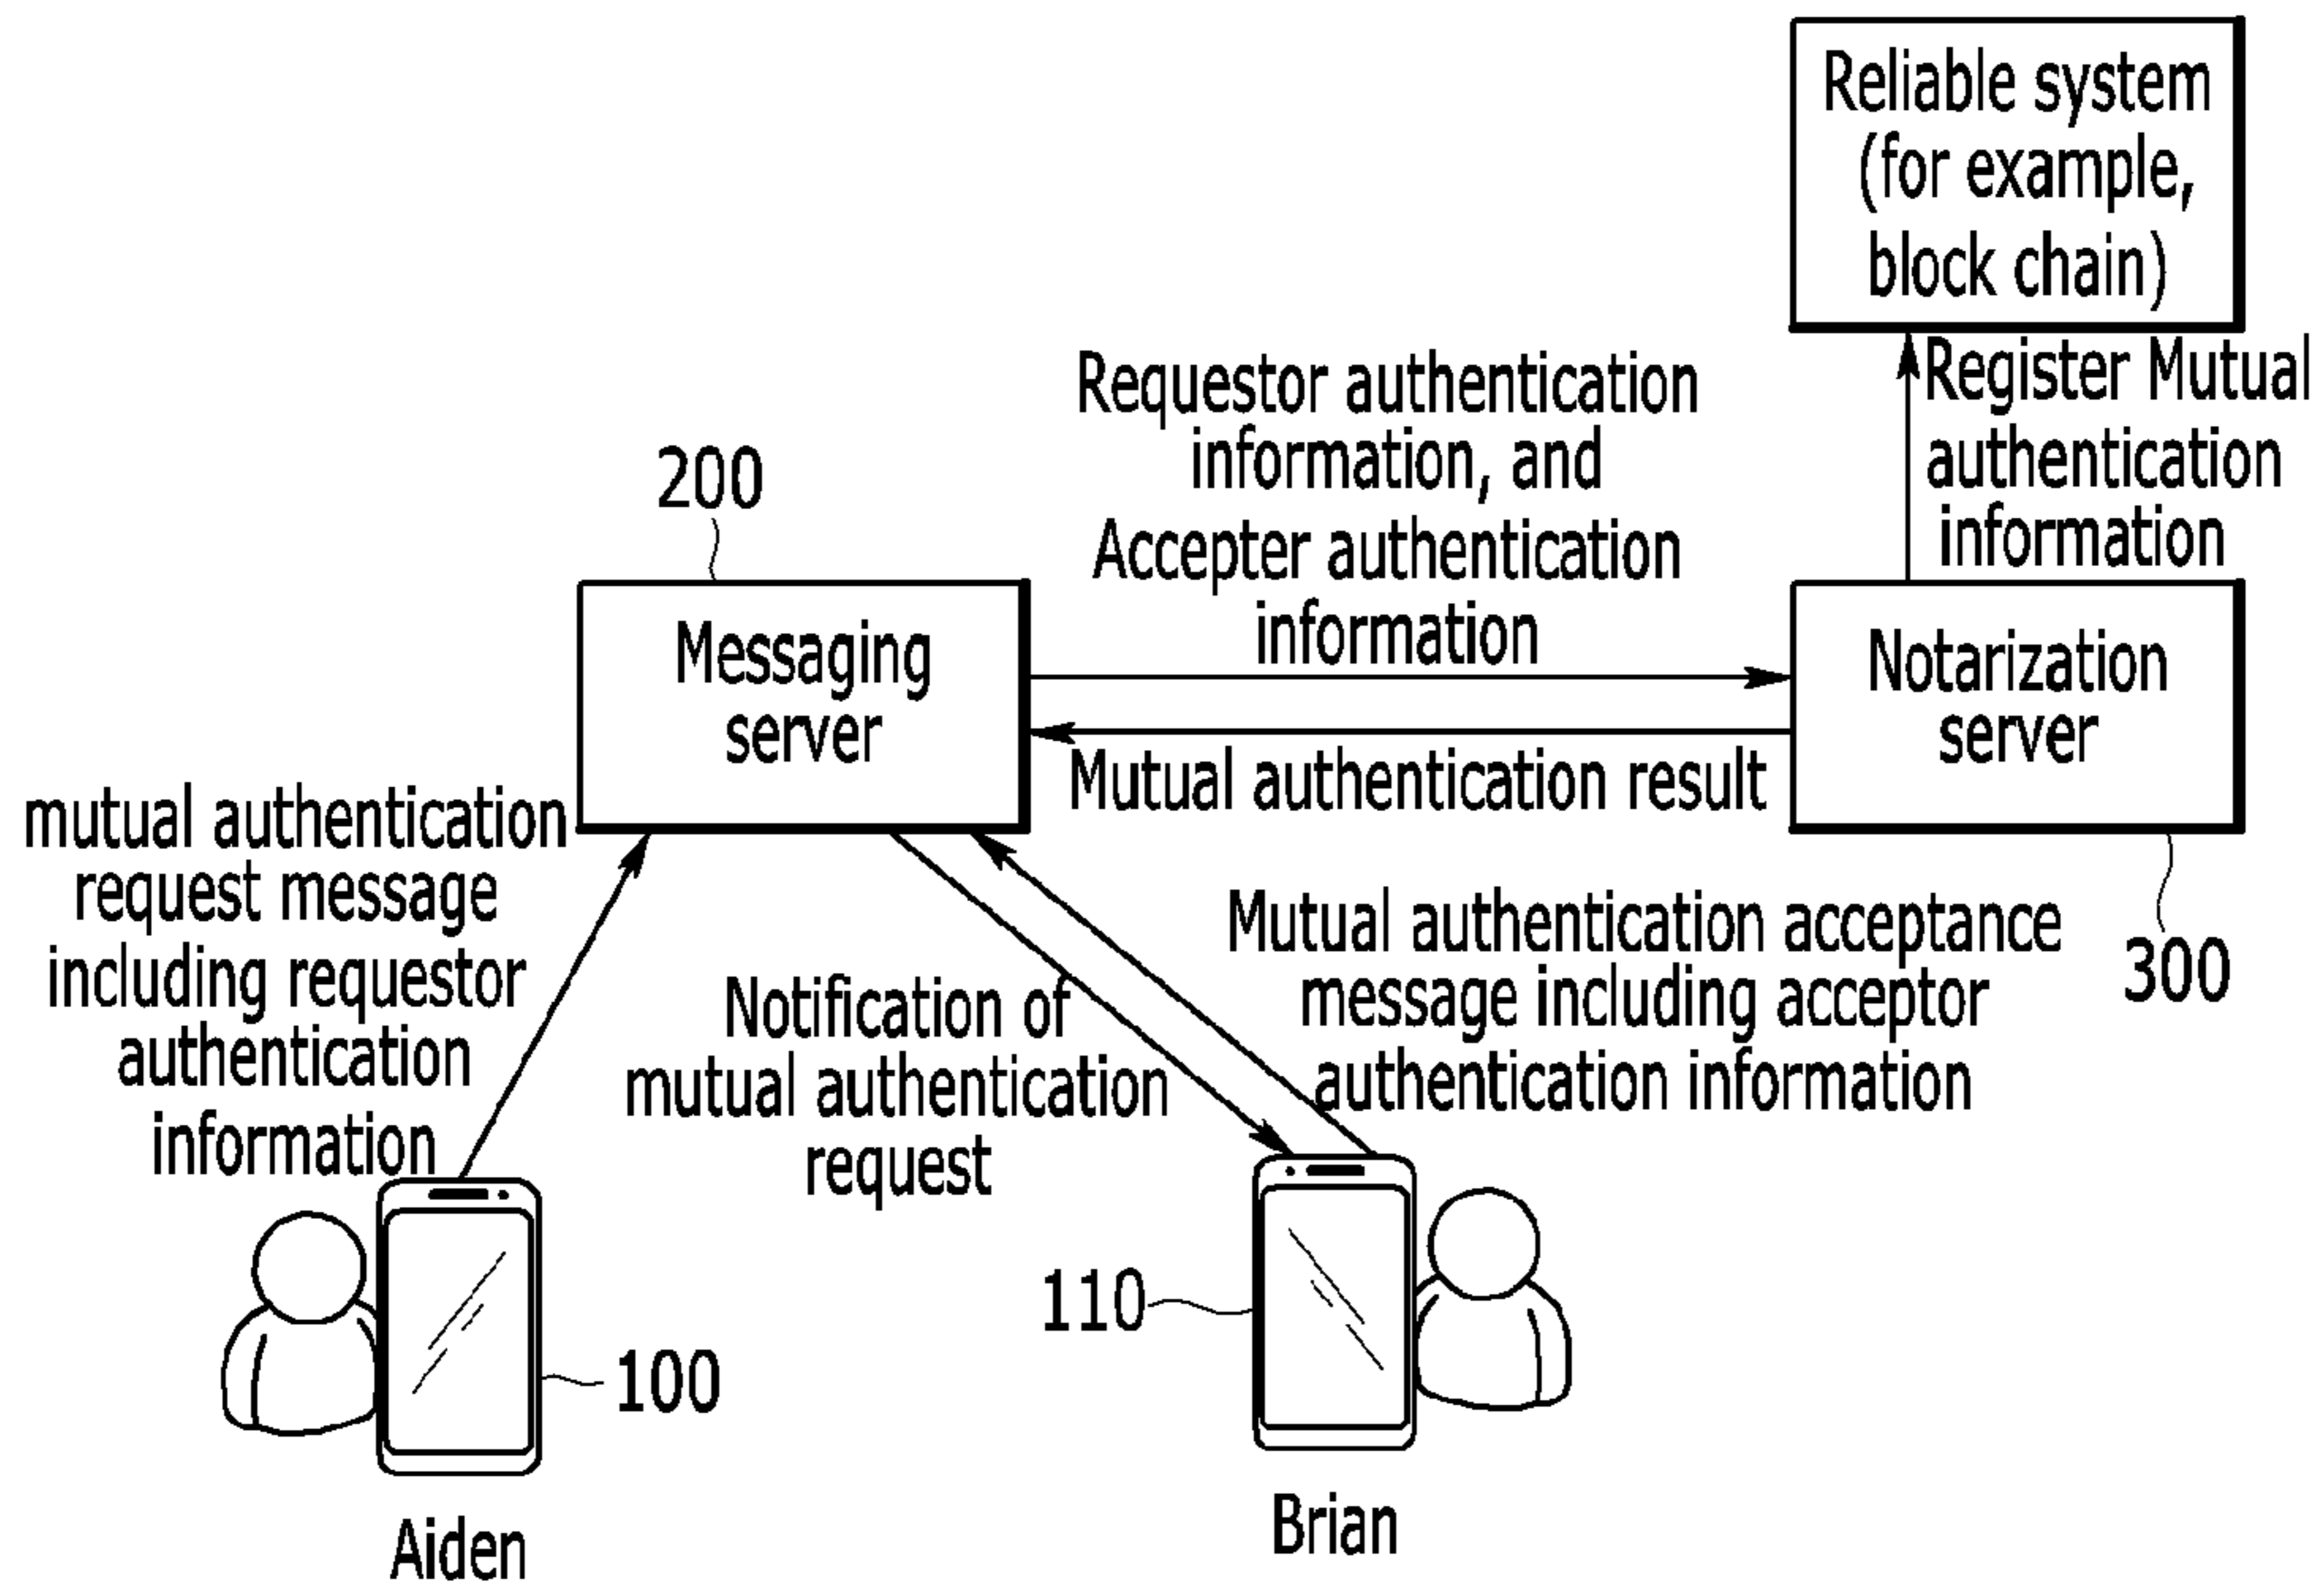 Reliable system
(for example,
block chain)
Register Mutual
authentication
information
Requestor authentication
information, and
Accepter authentication
information
200
Messaging
server
Notarization
server
Mutual authentication result
300
mutual authentication
request message
including requestor
authentication
information
Notification of
mutual authentication
request
Mutual authentication acceptance
message including acceptor
authentication information
100
110
Aiden
Brian